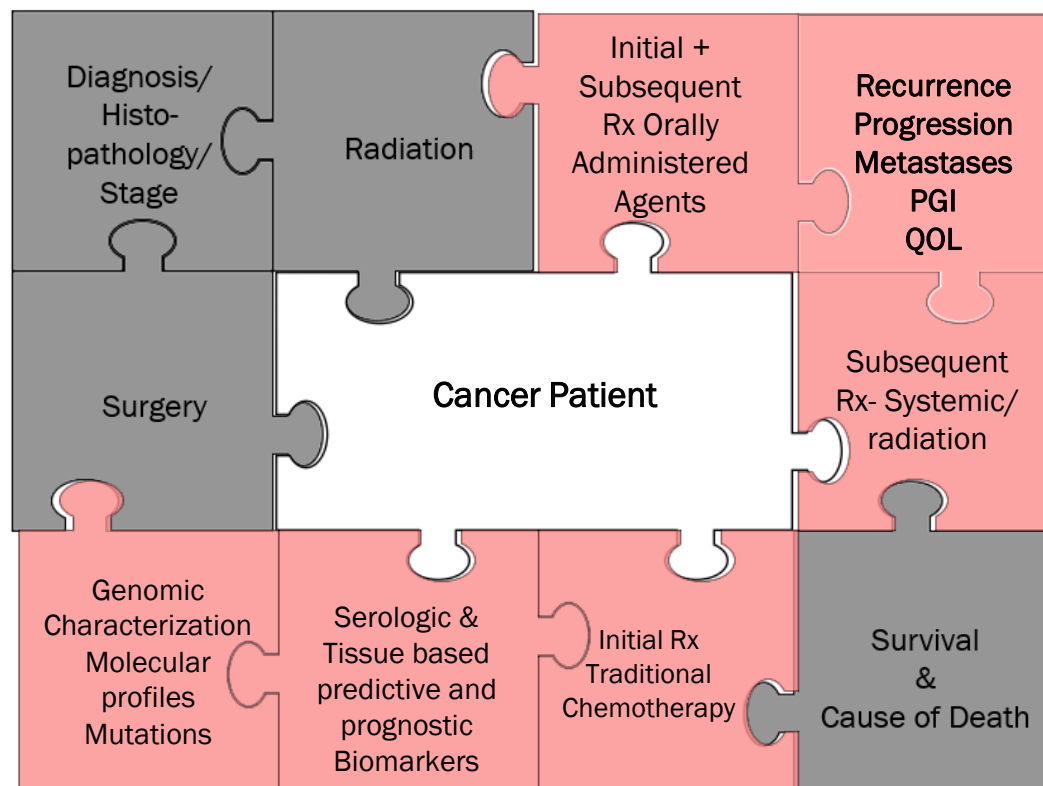 Diagnosis/
Histo-
pathology/
Stage
Radiation
Initial +
Subsequent
Rx Orally
Administered
Agents
Recurrence
Progression
Metastases
PGI
QOL
Surgery
Cancer Patient
Subsequent
Rx- Systemic/
radiation
Genomic
Characterization
Molecular
profiles
Mutations
Serologic &
Tissue based
predictive and
prognostic
Biomarkers
Initial Rx
Traditional
Chemotherapy
Survival
&
Cause of Death